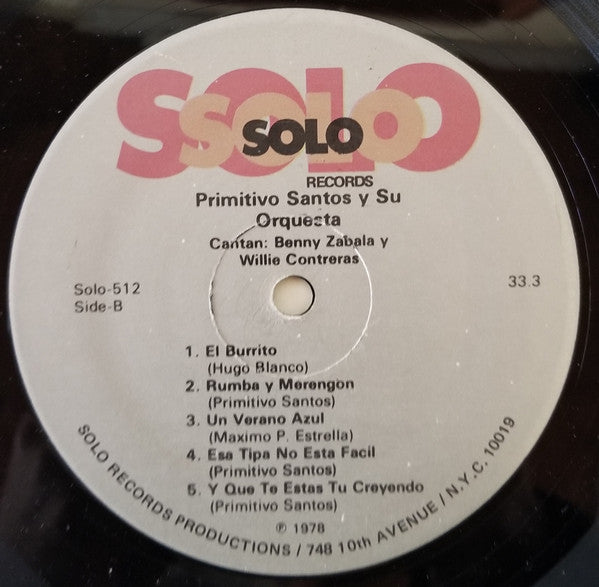 SOLO
SOLO
SOLO
RECORDS
Primitivo Santos y Su
Orquesta
Cantan: Benny Zabala y
Willie Contreras
Solo-512
Side-B
33.3
1. El Burrito
(Hugo Blanco)
2. Rumba y Merengon
(Primitivo Santos)
3. Un Verano Azul
(Maximo P. Estrella)
4. Esa Tipa No Esta Facil
(Primitivo Santos)
5. Y Que Te Estas Tu Creyendo
(Primitivo Santos)
℗ 1978
SOLO RECORDS PRODUCTIONS / 748 10th AVENUE / N.Y.C. 10019